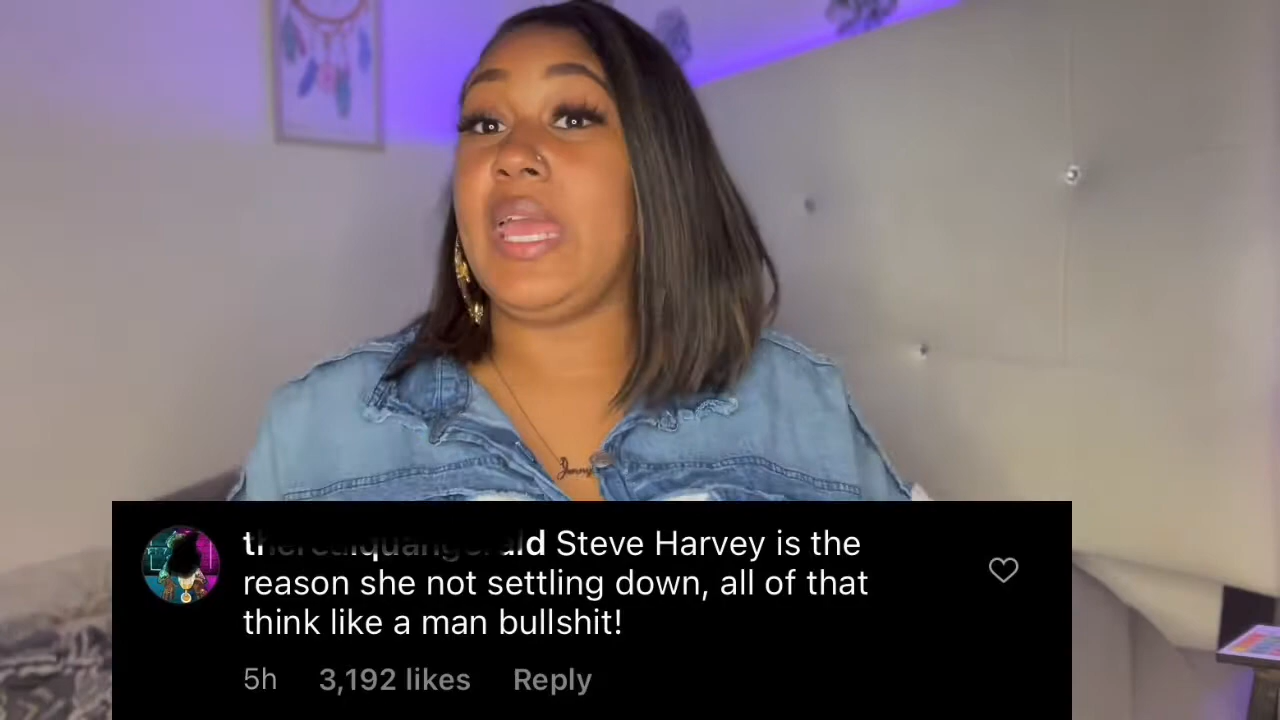 Jenny
Steve Harvey is the
reason she not settling down, all of that
think like a man bullshit!
5h 3,192 likes Reply